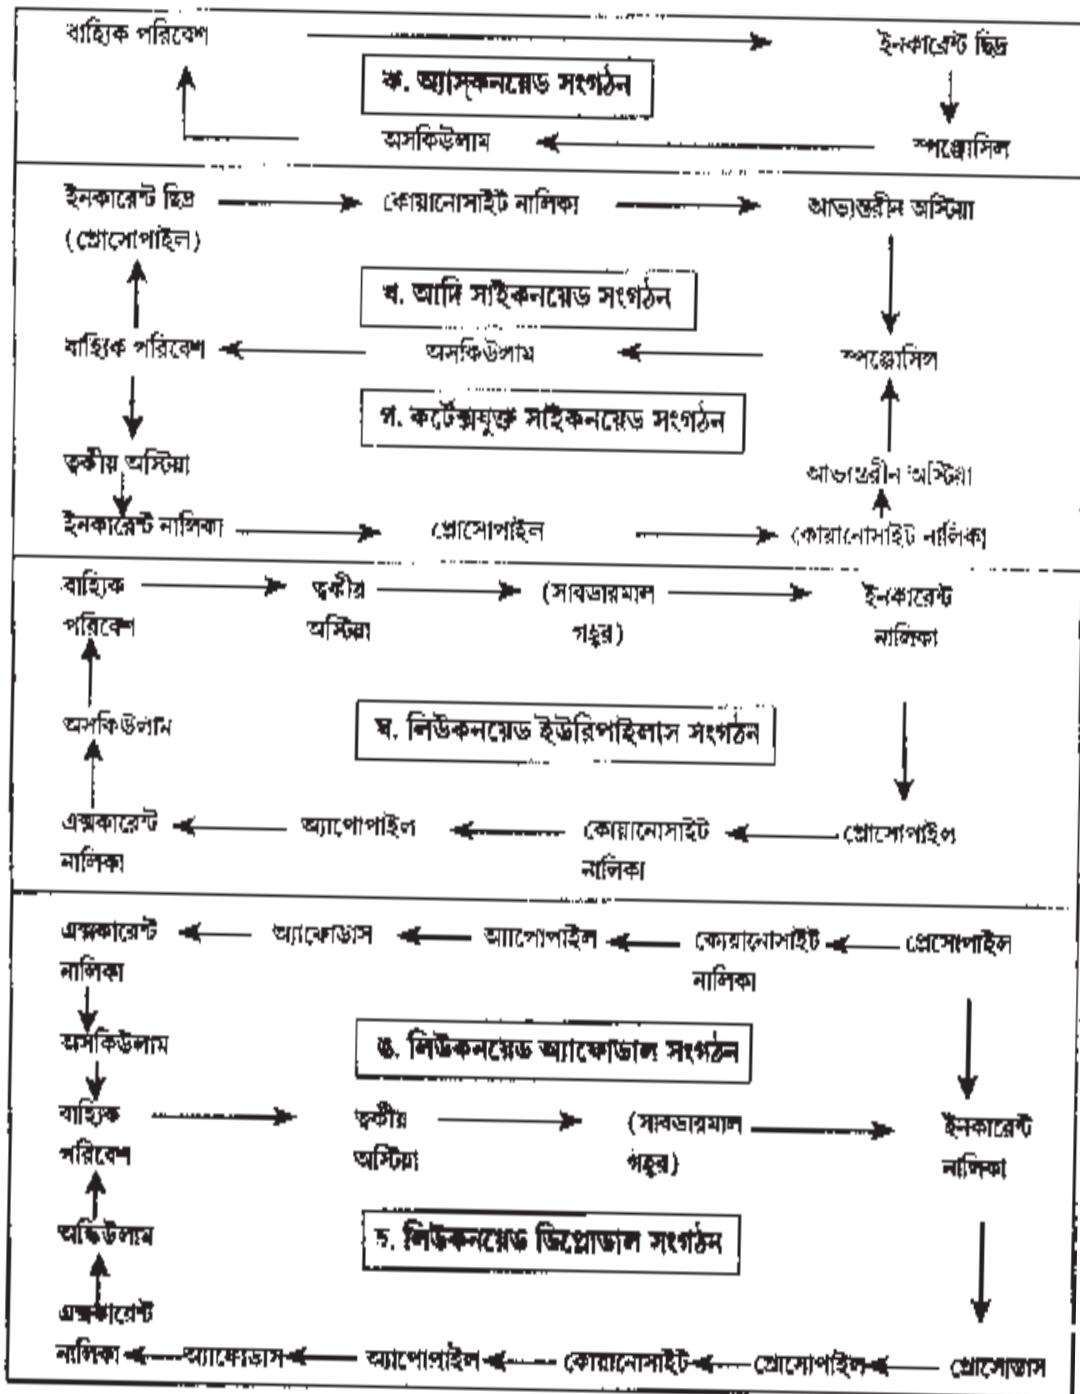 বাহ্যিক পরিবেশ ইনকারেন্ট ছিদ্র
ক. অ্যাস্কনয়েড সংগঠন
অসকিউলাম স্পঞ্জোসিল
ইনকারেন্ট ছিদ্র কোয়ানোসাইট নালিকা আভ্যন্তরীন অস্টিয়া
(প্রোসোপাইল)
খ. আদি সাইকনয়েড সংগঠন
বাহ্যিক পরিবেশ অসকিউলাম স্পঞ্জোসিল
গ. কর্টেক্সযুক্ত সাইকনয়েড সংগঠন
ত্বকীয় অস্টিয়া আভ্যন্তরীন অস্টিয়া
ইনকারেন্ট নালিকা প্রোসোপাইল কোয়ানোসাইট নালিকা
বাহ্যিক ত্বকীয় (সাবডারমাল ইনকারেন্ট
পরিবেশ অস্টিয়া গহ্বর) নালিকা
অসকিউলাম ঘ. লিউকনয়েড ইউরিপাইলাস সংগঠন
এক্সকারেন্ট অ্যাপোপাইল কোয়ানোসাইট প্রোসোপাইল
নালিকা নালিকা
এক্সকারেন্ট অ্যাফোডাস অ্যাপোপাইল কোয়ানোসাইট প্রেসোপাইল
নালিকা নালিকা
অসকিউলাম ঙ. লিউকনয়েড অ্যাফোডাল সংগঠন
বাহ্যিক ত্বকীয় (সাবডারমাল ইনকারেন্ট
পরিবেশ অস্টিয়া গহ্বর) নালিকা
অস্কিউলাম চ. লিউকনয়েড ডিপ্লোডাল সংগঠন
এক্সকারেন্ট
নালিকা অ্যাফোডাস অ্যাপোপাইল কোয়ানোসাইট প্রোসোপাইল প্রোসোডাস